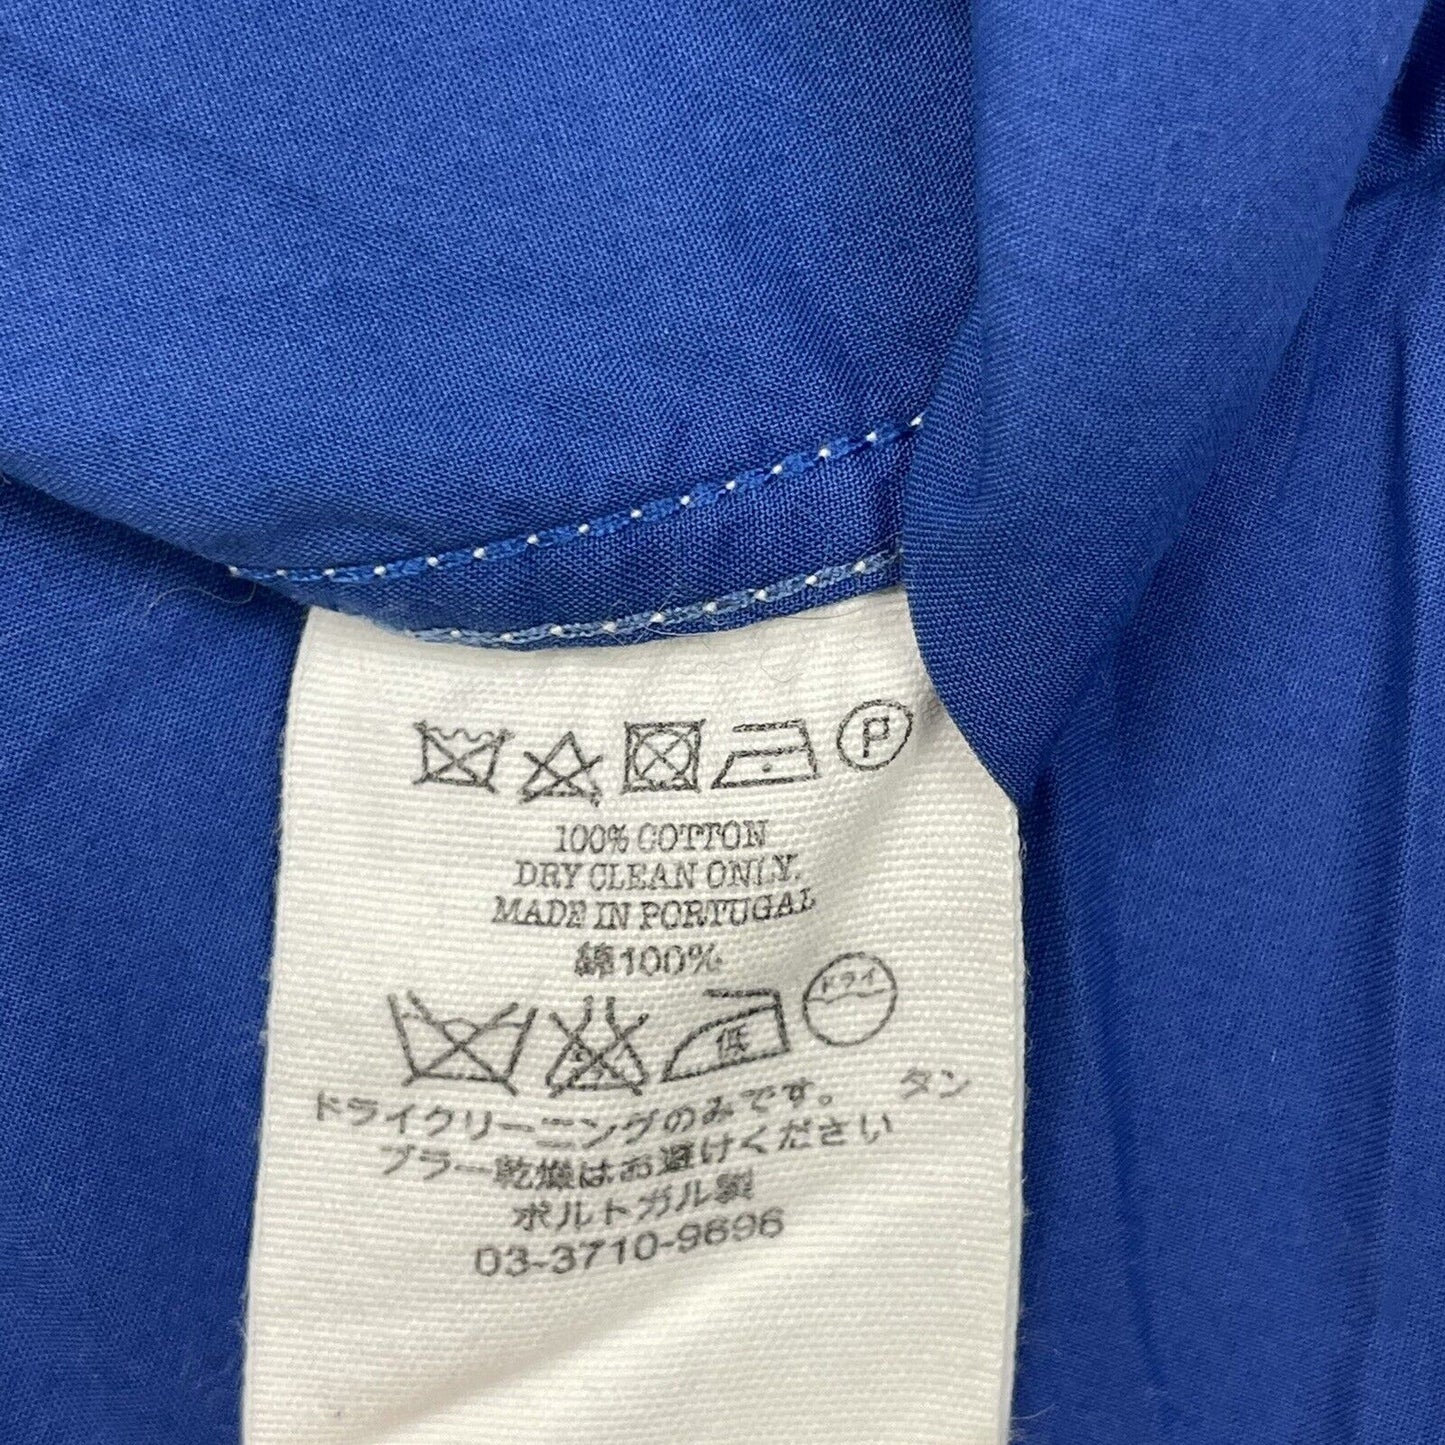 P
100% COTTON
DRY CLEAN ONLY.
MADE IN PORTUGAL
綿100%
低 ドライ
ドライクリーニングのみです。 タン
ブラー乾燥はお避けください
ポルトガル製
03-3710-9696